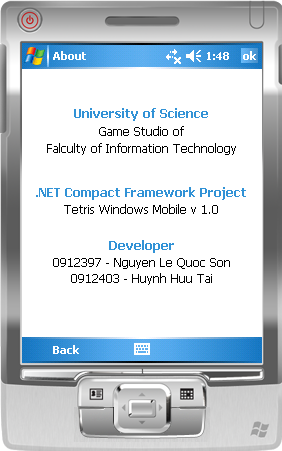 About 1:48 ok
University of Science
Game Studio of
Falculty of Information Technology
.NET Compact Framework Project
Tetris Windows Mobile v 1.0
Developer
0912397 - Nguyen Le Quoc Son
0912403 - Huynh Huu Tai
Back